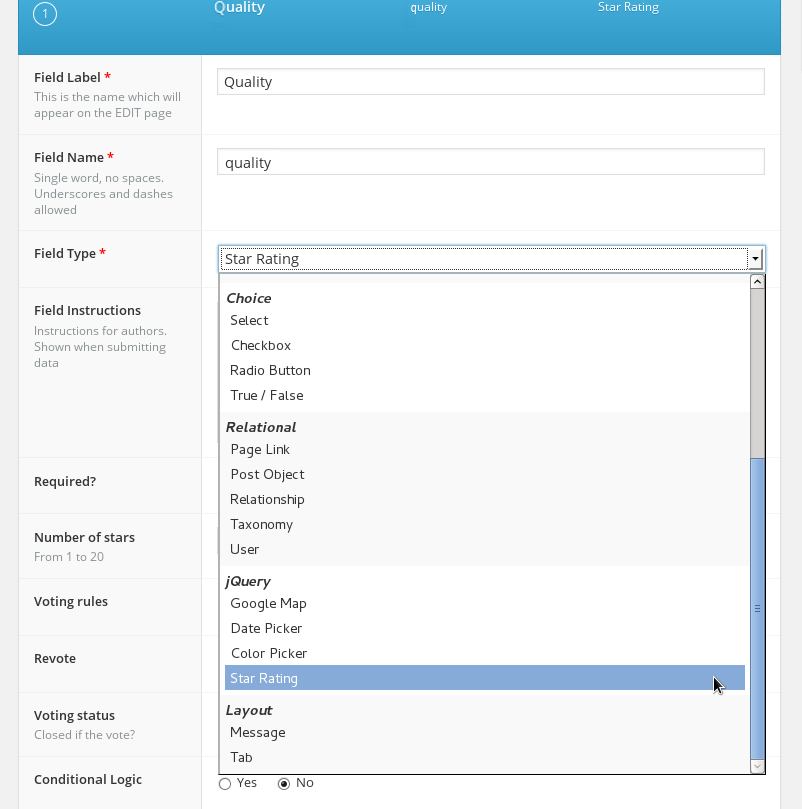 1 Quality quality Star Rating
Field Label *
This is the name which will
appear on the EDIT page
Quality
Field Name *
Single word, no spaces.
Underscores and dashes
allowed
quality
Field Type *
Star Rating
Field Instructions
Instructions for authors.
Shown when submitting
data
Required?
Number of stars
From 1 to 20
Voting rules
Revote
Voting status
Closed if the vote?
Conditional Logic
Choice
Select
Checkbox
Radio Button
True / False
Relational
Page Link
Post Object
Relationship
Taxonomy
User
jQuery
Google Map
Date Picker
Color Picker
Star Rating
Layout
Message
Tab
Yes No